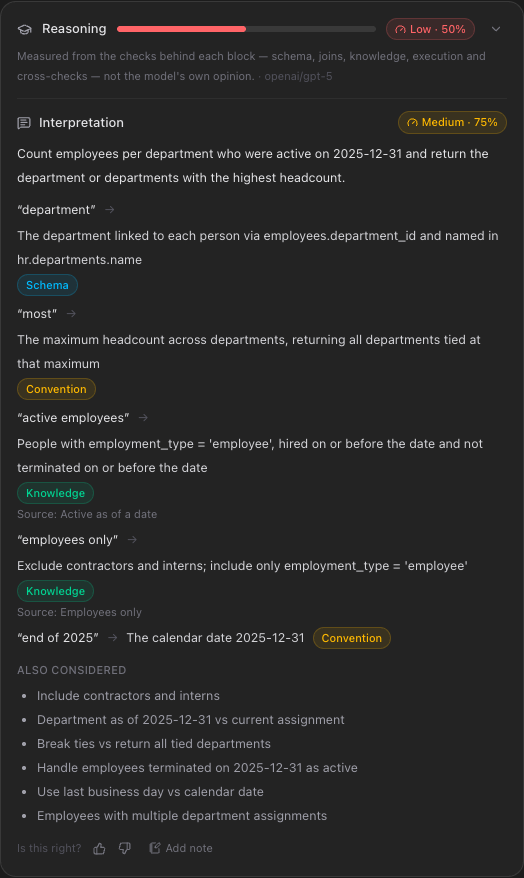 Reasoning
Low · 50%
Measured from the checks behind each block — schema, joins, knowledge, execution and
cross-checks — not the model's own opinion. · openai/gpt-5
Interpretation
Medium · 75%
Count employees per department who were active on 2025-12-31 and return the
department or departments with the highest headcount.
“department” →
The department linked to each person via employees.department_id and named in
hr.departments.name
Schema
“most” →
The maximum headcount across departments, returning all departments tied at
that maximum
Convention
“active employees” →
People with employment_type = 'employee', hired on or before the date and not
terminated on or before the date
Knowledge
Source: Active as of a date
“employees only” →
Exclude contractors and interns; include only employment_type = 'employee'
Knowledge
Source: Employees only
“end of 2025” → The calendar date 2025-12-31 Convention
ALSO CONSIDERED
• Include contractors and interns
• Department as of 2025-12-31 vs current assignment
• Break ties vs return all tied departments
• Handle employees terminated on 2025-12-31 as active
• Use last business day vs calendar date
• Employees with multiple department assignments
Is this right? Add note